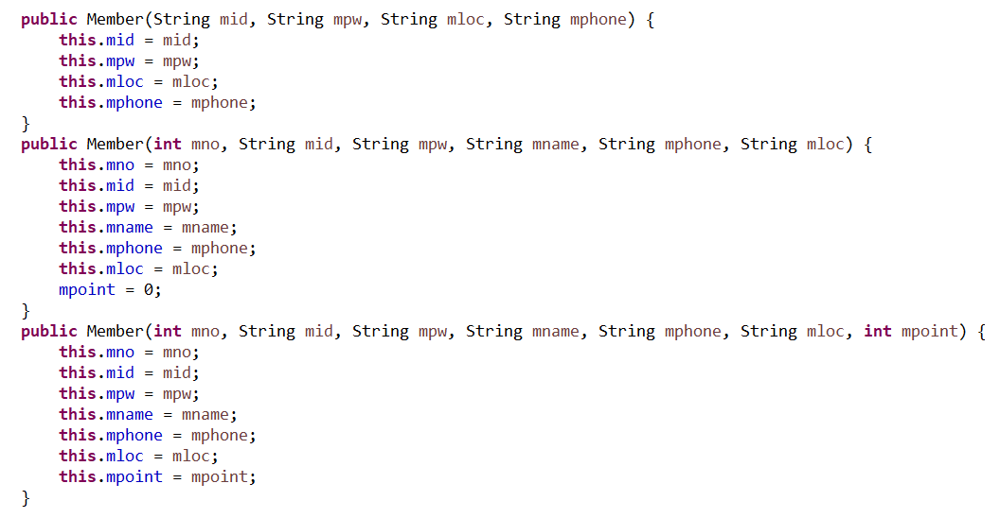 public Member(String mid, String mpw, String mloc, String mphone) {
    this.mid = mid;
    this.mpw = mpw;
    this.mloc = mloc;
    this.mphone = mphone;
}
public Member(int mno, String mid, String mpw, String mname, String mphone, String mloc) {
    this.mno = mno;
    this.mid = mid;
    this.mpw = mpw;
    this.mname = mname;
    this.mphone = mphone;
    this.mloc = mloc;
    mpoint = 0;
}
public Member(int mno, String mid, String mpw, String mname, String mphone, String mloc, int mpoint) {
    this.mno = mno;
    this.mid = mid;
    this.mpw = mpw;
    this.mname = mname;
    this.mphone = mphone;
    this.mloc = mloc;
    this.mpoint = mpoint;
}